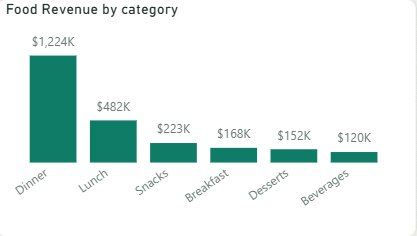 Food Revenue by category
$1,224K
$482K
$223K
$168K
$152K
$120K
Dinner
Lunch
Snacks
Breakfast
Desserts
Beverages